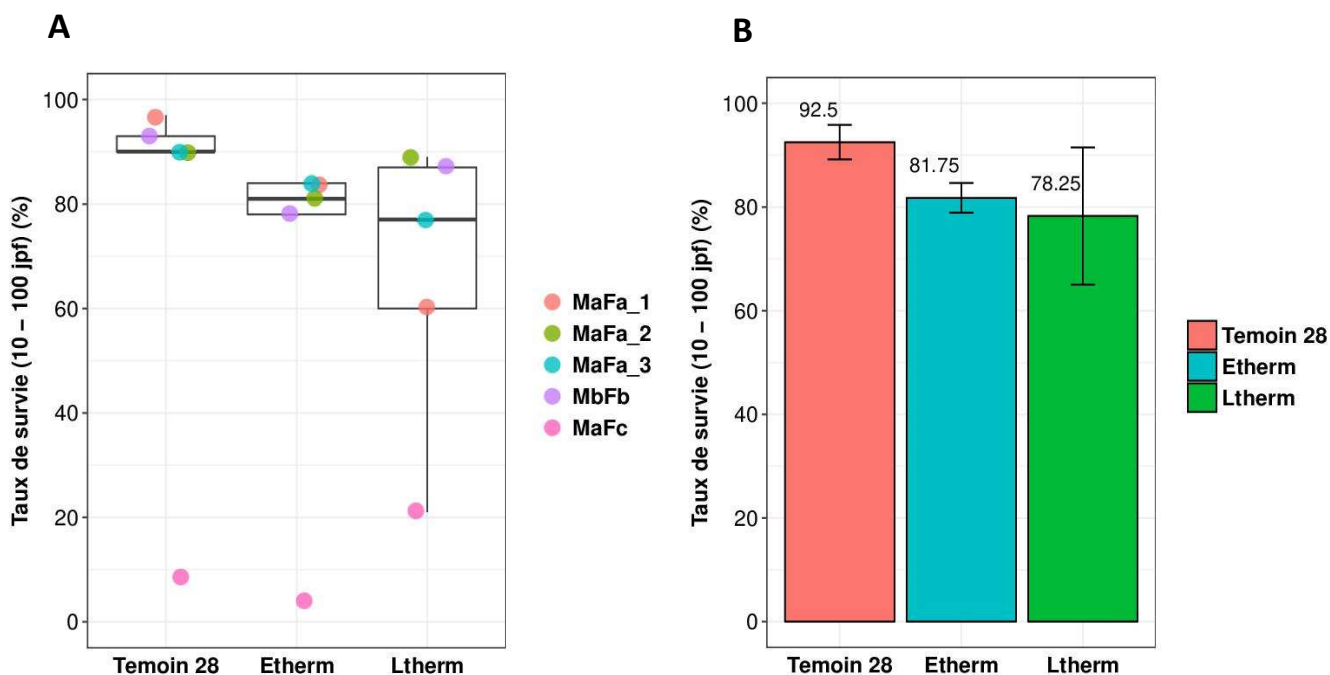 A
Taux de survie (10 – 100 jpf) (%)
100
80
60
40
20
0
Temoin 28 Etherm Ltherm
MaFa_1
MaFa_2
MaFa_3
MbFb
MaFc
B
Taux de survie (10 – 100 jpf) (%)
100
80
60
40
20
0
92.5
81.75
78.25
Temoin 28 Etherm Ltherm
Temoin 28
Etherm
Ltherm